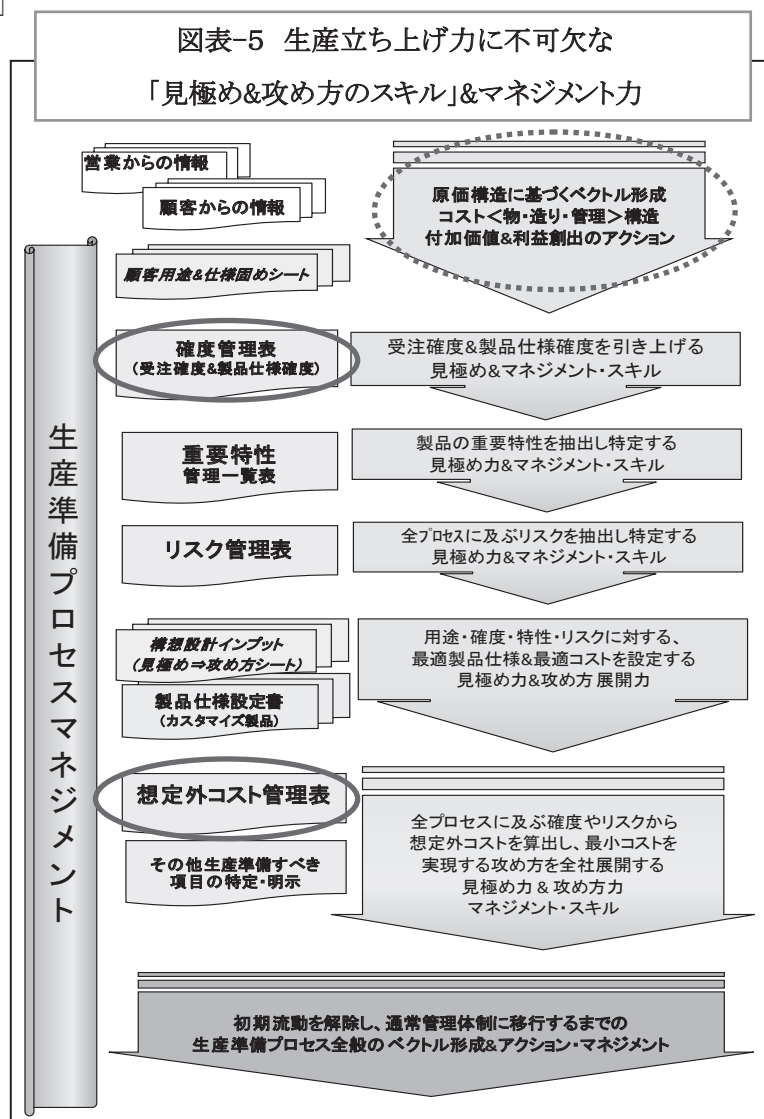 図表-5 生産立ち上げ力に不可欠な
「見極め&攻め方のスキル」&マネジメント力
営業からの情報
顧客からの情報
原価構造に基づくベクトル形成
コスト<物・造り・管理>構造
付加価値&利益創出のアクション
顧客用途&仕様固めシート
生産準備プロセスマネジメント
確度管理表
(受注確度&製品仕様確度)
受注確度&製品仕様確度を引き上げる
見極め&マネジメント・スキル
重要特性
管理一覧表
製品の重要特性を抽出し特定する
見極め力&マネジメント・スキル
リスク管理表
全プロセスに及ぶリスクを抽出し特定する
見極め力&マネジメント・スキル
構想設計インプット
(見極め⇒攻め方シート)
製品仕様設定書
(カスタマイズ製品)
用途・確度・特性・リスクに対する、
最適製品仕様&最適コストを設定する
見極め力&攻め方展開力
想定外コスト管理表
その他生産準備すべき
項目の特定・明示
全プロセスに及ぶ確度やリスクから
想定外コストを算出し、最小コストを
実現する攻め方を全社展開する
見極め力&攻め方力
マネジメント・スキル
初期流動を解除し、通常管理体制に移行するまでの
生産準備プロセス全般のベクトル形成&アクション・マネジメント